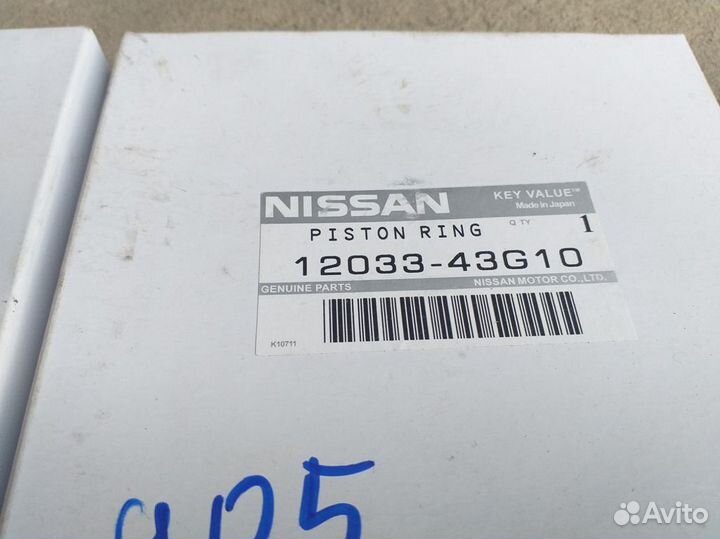 NISSAN
KEY VALUE™
Made in Japan
PISTON RING
Q TY
1
12033-43G10
GENUINE PARTS
NISSAN MOTOR CO., LTD.
K10711
Avito